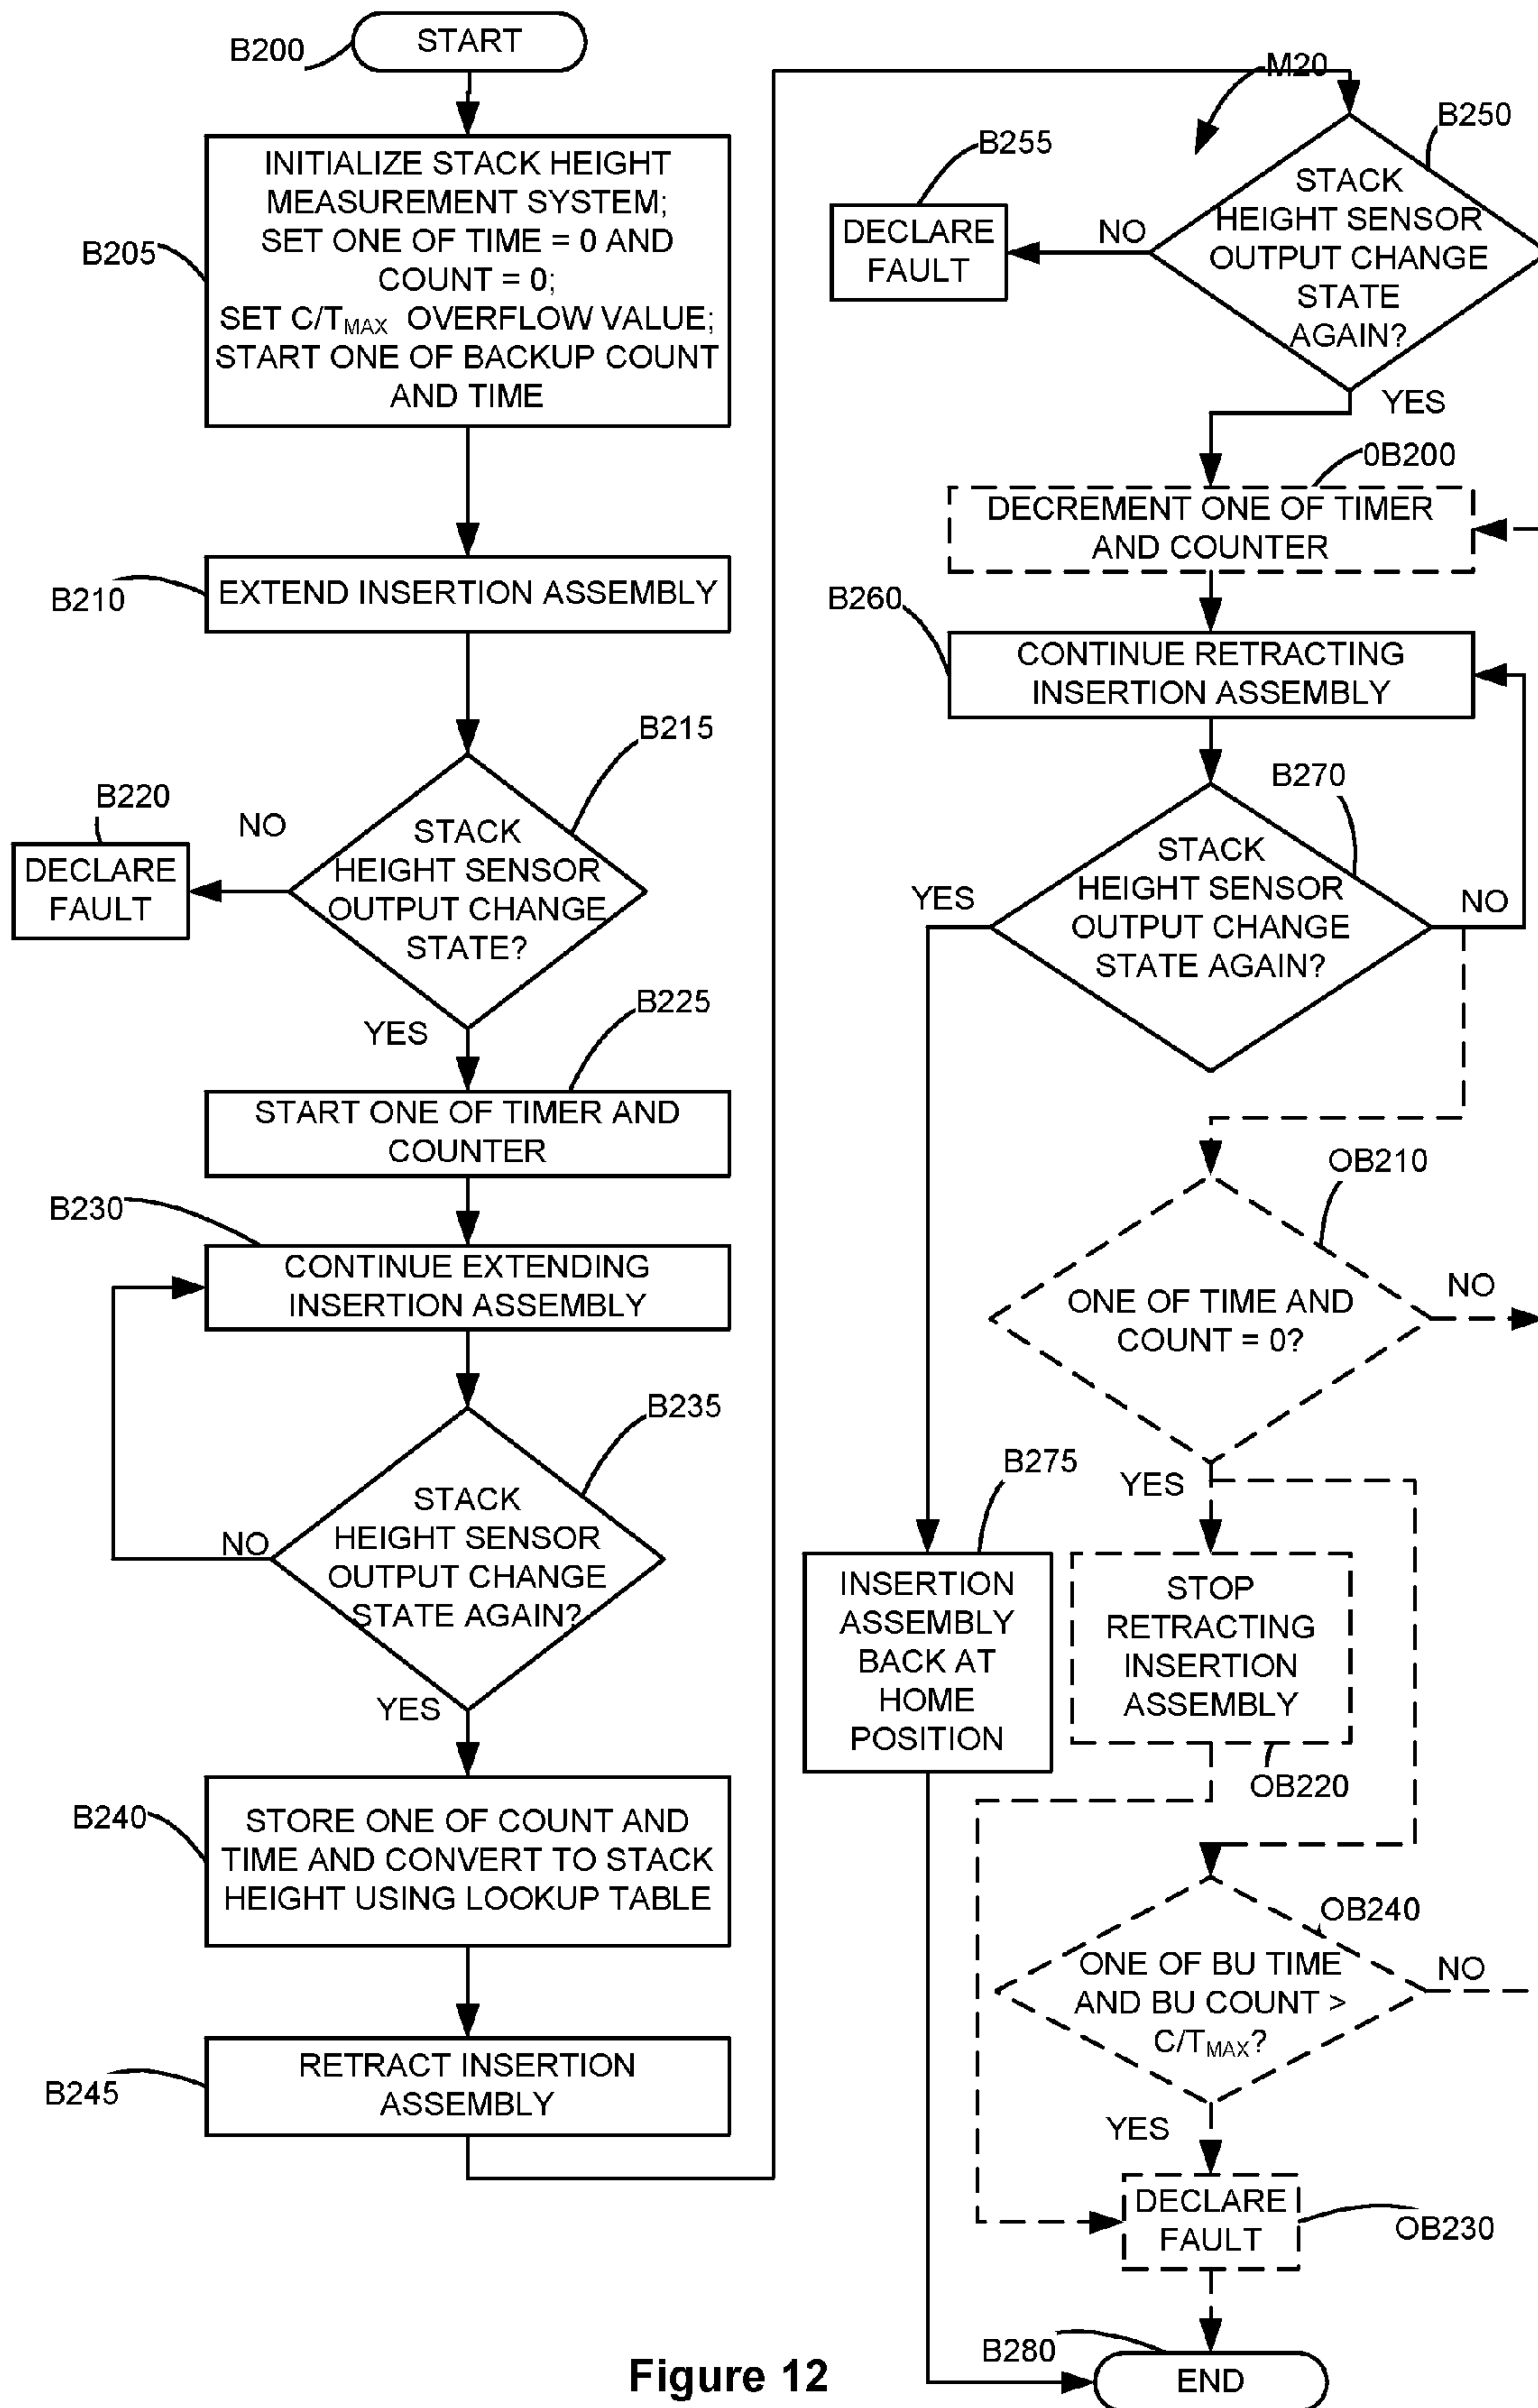 B200
START
B205
INITIALIZE STACK HEIGHT
MEASUREMENT SYSTEM;
SET ONE OF TIME = 0 AND
COUNT = 0;
SET C/TMAX OVERFLOW VALUE;
START ONE OF BACKUP COUNT
AND TIME
B210
EXTEND INSERTION ASSEMBLY
B215
STACK
HEIGHT SENSOR
OUTPUT CHANGE
STATE?
NO
B220
DECLARE
FAULT
YES
B225
START ONE OF TIMER AND
COUNTER
B230
CONTINUE EXTENDING
INSERTION ASSEMBLY
B235
STACK
HEIGHT SENSOR
OUTPUT CHANGE
STATE AGAIN?
NO
YES
B240
STORE ONE OF COUNT AND
TIME AND CONVERT TO STACK
HEIGHT USING LOOKUP TABLE
B245
RETRACT INSERTION
ASSEMBLY
M20
B250
STACK
HEIGHT SENSOR
OUTPUT CHANGE
STATE
AGAIN?
NO
B255
DECLARE
FAULT
YES
0B200
DECREMENT ONE OF TIMER
AND COUNTER
B260
CONTINUE RETRACTING
INSERTION ASSEMBLY
B270
STACK
HEIGHT SENSOR
OUTPUT CHANGE
STATE AGAIN?
YES
NO
OB210
ONE OF TIME AND
COUNT = 0?
NO
YES
B275
INSERTION
ASSEMBLY
BACK AT
HOME
POSITION
STOP
RETRACTING
INSERTION
ASSEMBLY
OB220
OB240
ONE OF BU TIME
AND BU COUNT >
C/TMAX?
NO
YES
DECLARE
FAULT
OB230
B280
END
Figure 12